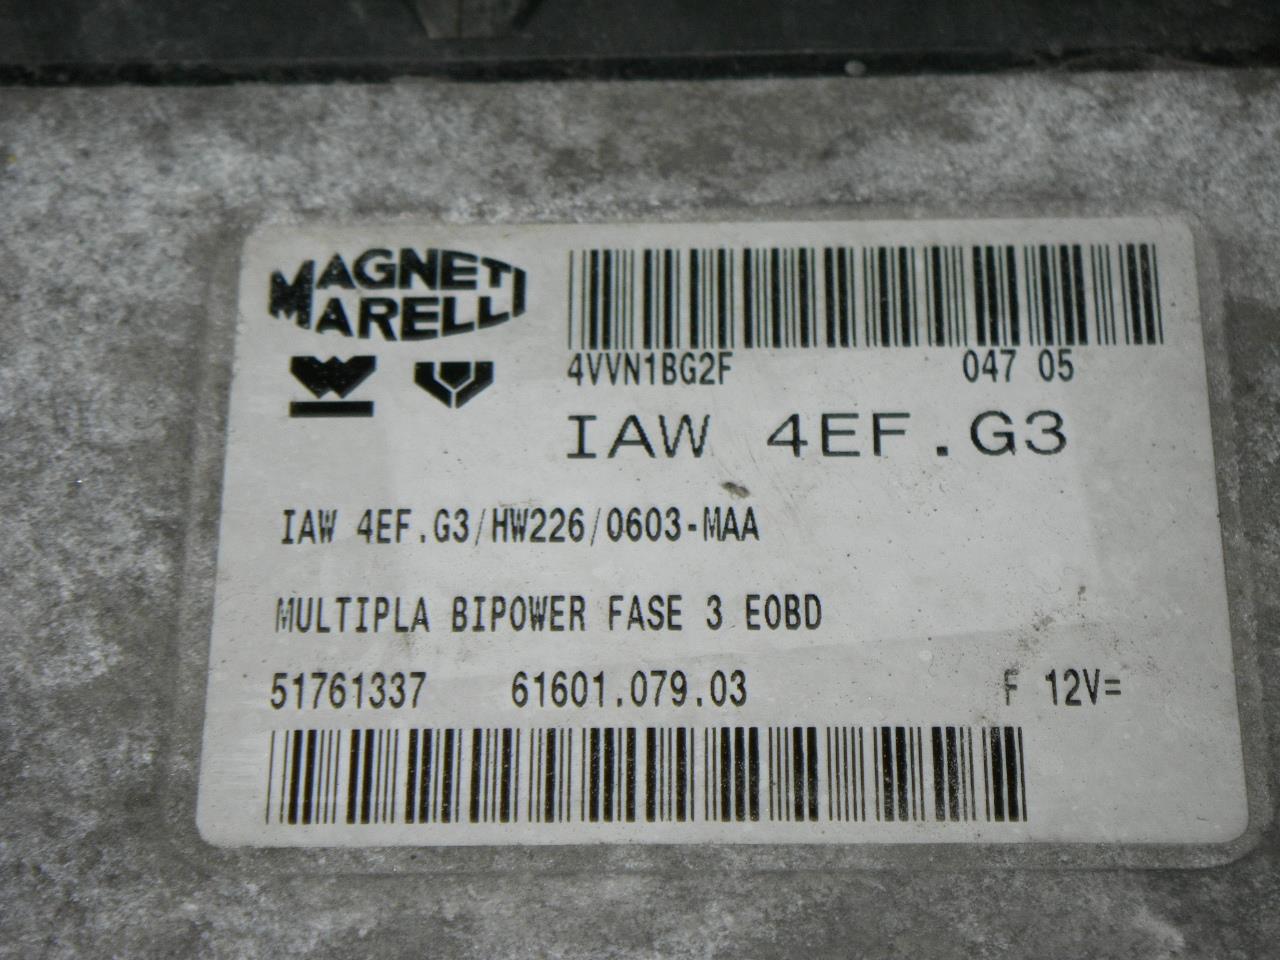 MAGNETI
MARELLI
4VVN1BG2F 047 05
IAW 4EF.G3
IAW 4EF.G3/HW226/0603-MAA
MULTIPLA BIPOWER FASE 3 EOBD
51761337 61601.079.03 F 12V=